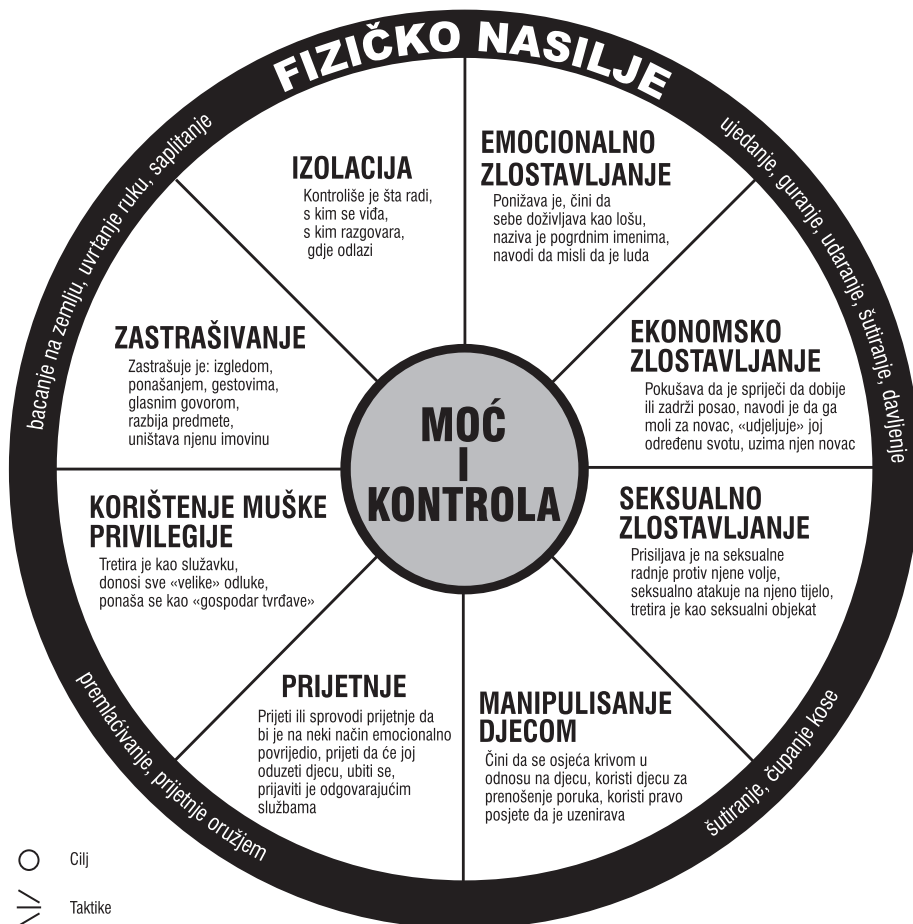 FIZIČKO NASILJE
bacanje na zemlju, uvrtanje ruku, saplitanje
ujedanje, guranje, udaranje, šutiranje, davljenje
IZOLACIJA
Kontroliše je šta radi,
s kim se viđa,
s kim razgovara,
gdje odlazi
EMOCIONALNO
ZLOSTAVLJANJE
Ponižava je, čini da
sebe doživljava kao lošu,
naziva je pogrdnim imenima,
navodi da misli da je luda
ZASTRAŠIVANJE
Zastrašuje je: izgledom,
ponašanjem, gestovima,
glasnim govorom,
razbija predmete,
uništava njenu imovinu
EKONOMSKO
ZLOSTAVLJANJE
Pokušava da je spriječi da dobije
ili zadrži posao, navodi je da ga
moli za novac, «udjeljuje» joj
određenu svotu, uzima njen novac
MOĆ
I
KONTROLA
KORIŠTENJE MUŠKE
PRIVILEGIJE
Tretira je kao služavku,
donosi sve «velike» odluke,
ponaša se kao «gospodar tvrđave»
SEKSUALNO
ZLOSTAVLJANJE
Prisiljava je na seksualne
radnje protiv njene volje,
seksualno atakuje na njeno tijelo,
tretira je kao seksualni objekat
PRIJETNJE
Prijeti ili sprovodi prijetnje da
bi je na neki način emocionalno
povrijedio, prijeti da će joj
oduzeti djecu, ubiti se,
prijaviti je odgovarajućim
službama
MANIPULISANJE
DJECOM
Čini da se osjeća krivom u
odnosu na djecu, koristi djecu za
prenošenje poruka, koristi pravo
posjete da je uzenirava
premlaćivanje, prijetnje oružjem
šutiranje, čupanje kose
Cilj
Taktike